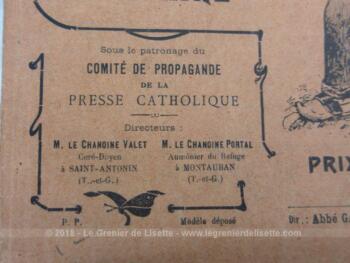 Sous le patronage du
COMITÉ DE PROPAGANDE
DE LA
PRESSE CATHOLIQUE
Directeurs :
M. LE CHANOINE VALET
Curé-Doyen
à SAINT-ANTONIN
(T.-et-G.)
M. LE CHANOINE PORTAL
Aumônier du Refuge
à MONTAUBAN
(T.-et-G.)
P. P.
Modèle déposé
PRIX
Dir.: Abbé G.
© 2018 - Le Grenier de Lisette - www.legrenierdelisette.com